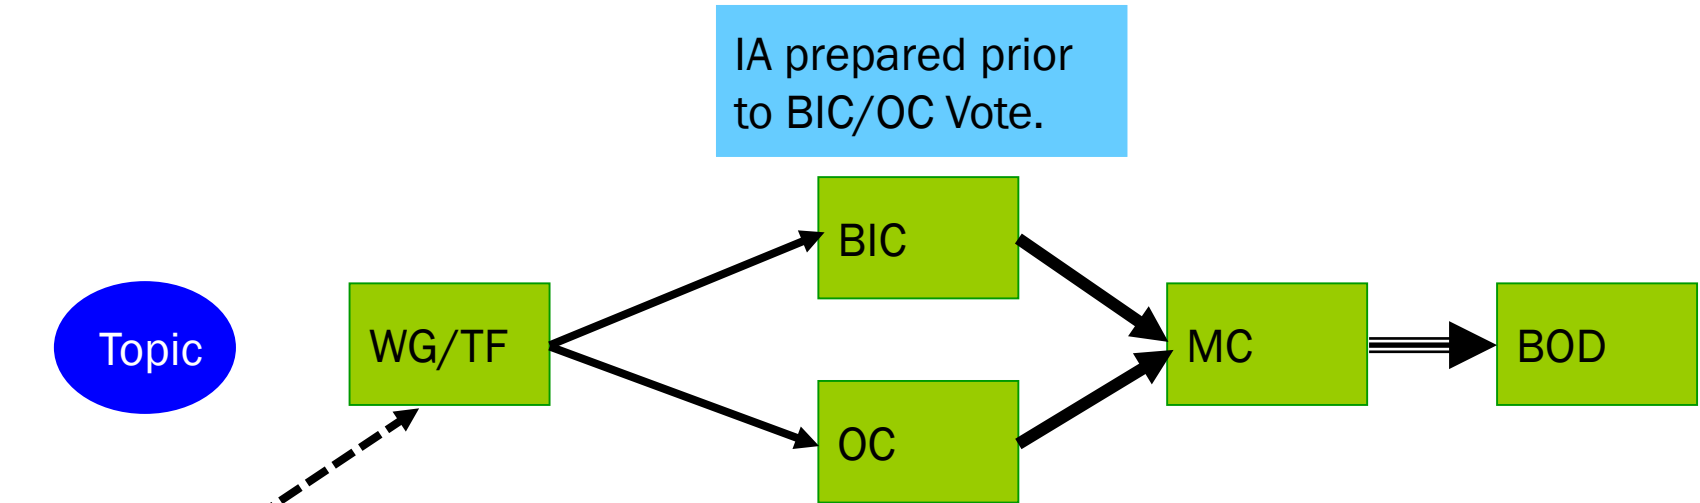 IA prepared prior
to BIC/OC Vote.
BIC
Topic
WG/TF
MC
BOD
OC